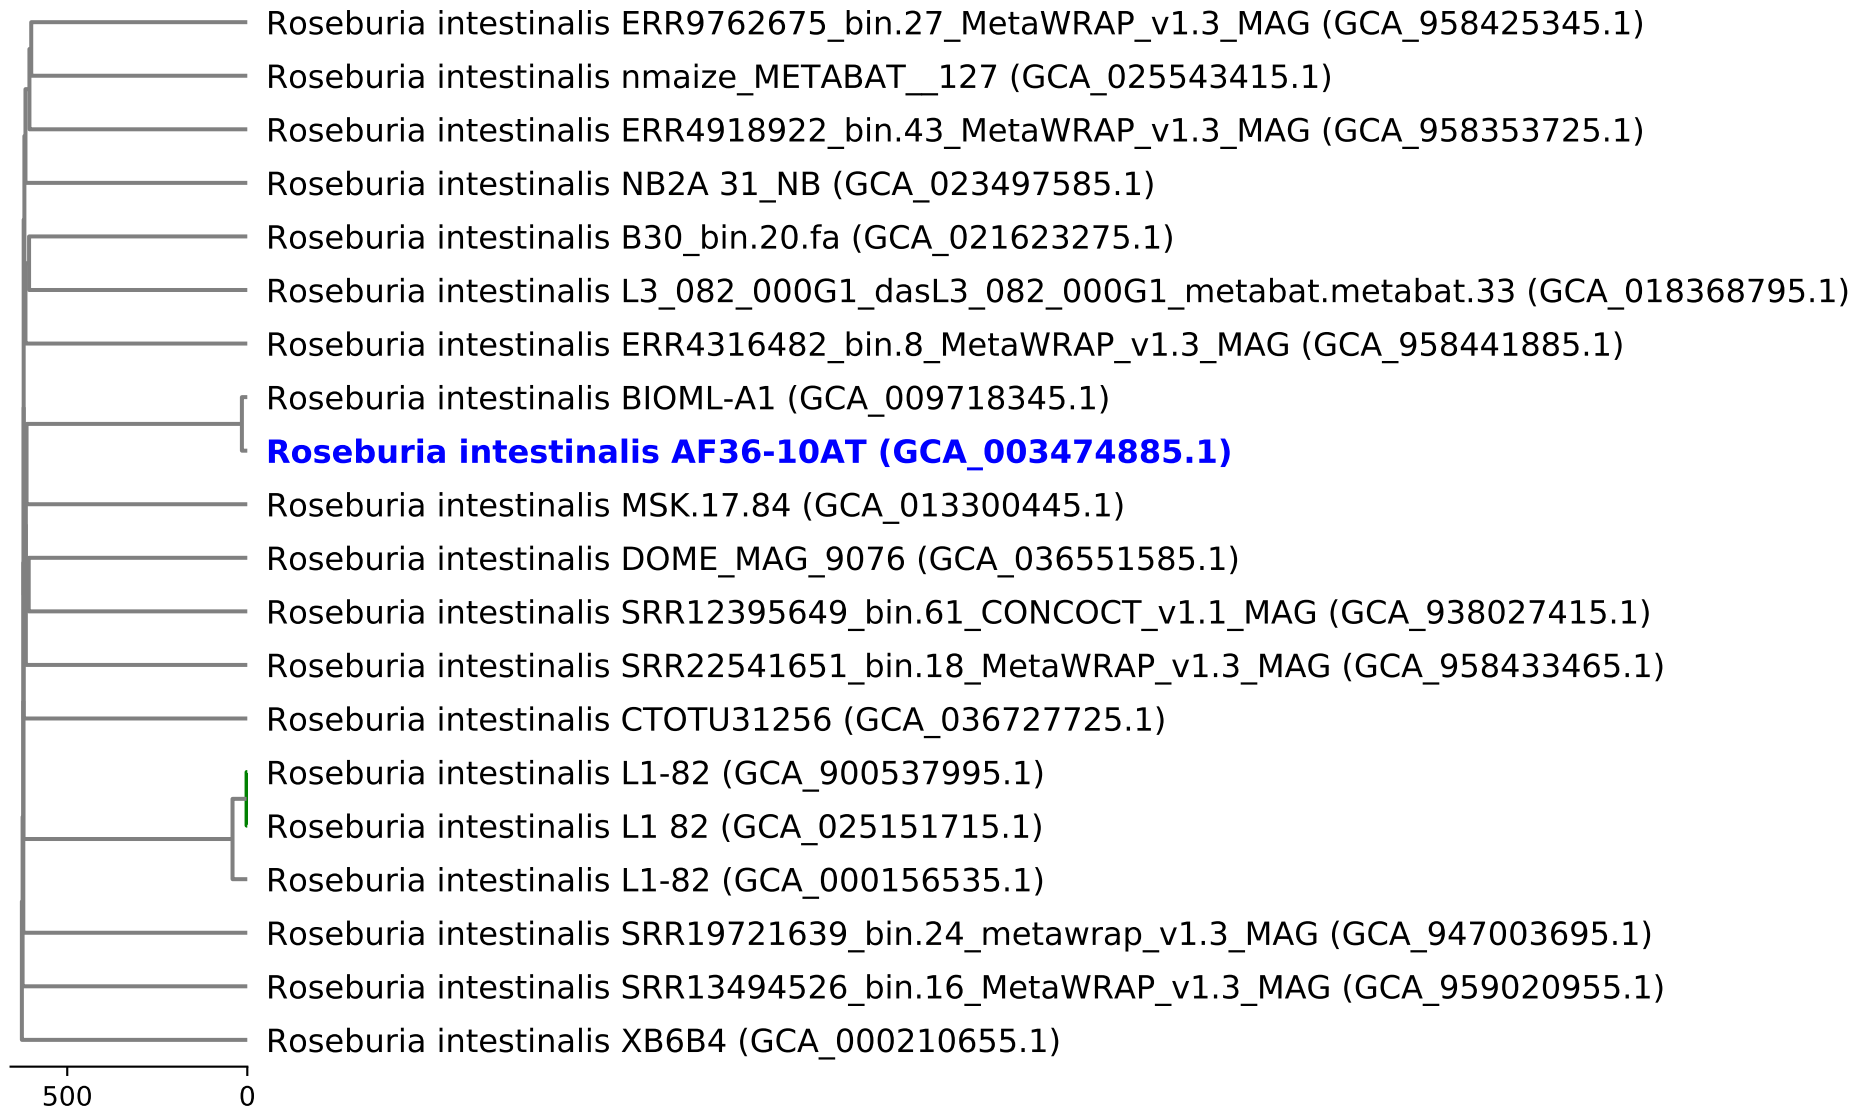 Roseburia intestinalis ERR9762675_bin.27_MetaWRAP_v1.3_MAG (GCA_958425345.1)
Roseburia intestinalis nmaize_METABAT__127 (GCA_025543415.1)
Roseburia intestinalis ERR4918922_bin.43_MetaWRAP_v1.3_MAG (GCA_958353725.1)
Roseburia intestinalis NB2A 31_NB (GCA_023497585.1)
Roseburia intestinalis B30_bin.20.fa (GCA_021623275.1)
Roseburia intestinalis L3_082_000G1_dasL3_082_000G1_metabat.metabat.33 (GCA_018368795.1)
Roseburia intestinalis ERR4316482_bin.8_MetaWRAP_v1.3_MAG (GCA_958441885.1)
Roseburia intestinalis BIOML-A1 (GCA_009718345.1)
Roseburia intestinalis AF36-10AT (GCA_003474885.1)
Roseburia intestinalis MSK.17.84 (GCA_013300445.1)
Roseburia intestinalis DOME_MAG_9076 (GCA_036551585.1)
Roseburia intestinalis SRR12395649_bin.61_CONCOCT_v1.1_MAG (GCA_938027415.1)
Roseburia intestinalis SRR22541651_bin.18_MetaWRAP_v1.3_MAG (GCA_958433465.1)
Roseburia intestinalis CTOTU31256 (GCA_036727725.1)
Roseburia intestinalis L1-82 (GCA_900537995.1)
Roseburia intestinalis L1 82 (GCA_025151715.1)
Roseburia intestinalis L1-82 (GCA_000156535.1)
Roseburia intestinalis SRR19721639_bin.24_metawrap_v1.3_MAG (GCA_947003695.1)
Roseburia intestinalis SRR13494526_bin.16_MetaWRAP_v1.3_MAG (GCA_959020955.1)
Roseburia intestinalis XB6B4 (GCA_000210655.1)
500 0